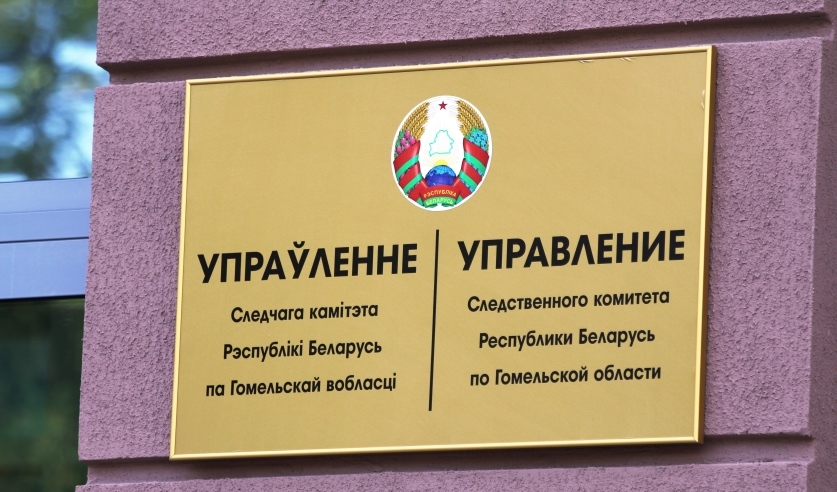 РЭСПУБЛІКА
БЕЛАРУСЬ
УПРАЎЛЕННЕ
Следчага камітэта
Рэспублікі Беларусь
па Гомельскай вобласці
УПРАВЛЕНИЕ
Следственного комитета
Республики Беларусь
по Гомельской области